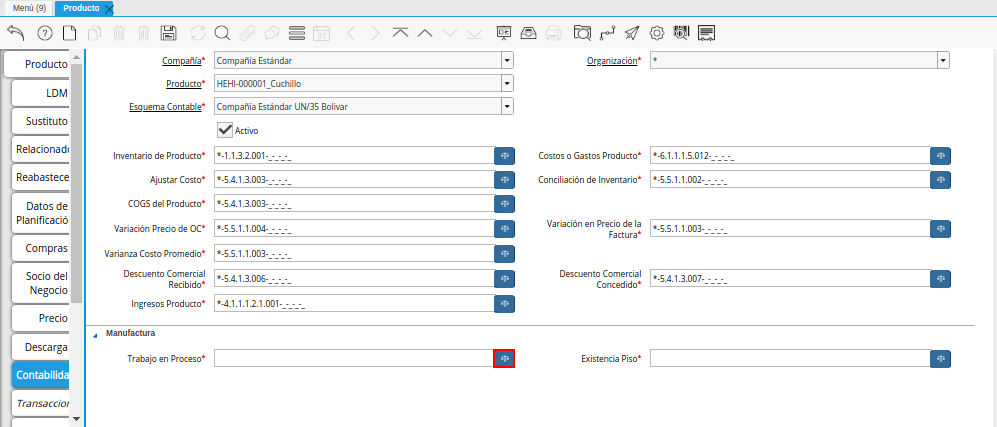 Menú (9)
Producto
Producto
LDM
Sustituto
Relacionado
Reabastece
Datos de
Planificació
Compras
Socio del
Negocio
Precio
Descarga
Contabilida
Transaccion
Compañía* Compañía Estándar
Organización* *
Producto* HEHI-000001_Cuchillo
Esquema Contable* Compañía Estándar UN/35 Bolivar
Activo
Inventario de Producto* *-1.1.3.2.001-_-_-_-_
Costos o Gastos Producto* *-6.1.1.1.5.012-_-_-_-_
Ajustar Costo* *-5.4.1.3.003-_-_-_-_
Conciliación de Inventario* *-5.5.1.1.002-_-_-_-_
COGS del Producto* *-5.4.1.3.003-_-_-_-_
Variación Precio de OC* *-5.5.1.1.004-_-_-_-_
Variación en Precio de la
Factura* *-5.5.1.1.003-_-_-_-_
Varianza Costo Promedio* *-5.5.1.1.003-_-_-_-_
Descuento Comercial
Recibido* *-5.4.1.3.006-_-_-_-_
Descuento Comercial
Concedido* *-5.4.1.3.007-_-_-_-_
Ingresos Producto* *-4.1.1.1.2.1.001-_-_-_-_
Manufactura
Trabajo en Proceso*
Existencia Piso*